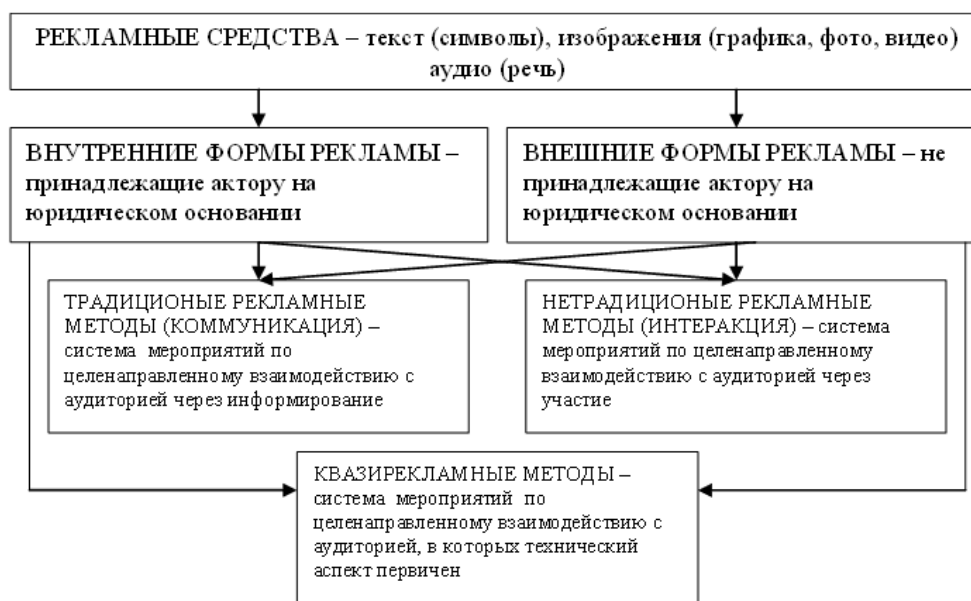 РЕКЛАМНЫЕ СРЕДСТВА – текст (символы), изображения (графика, фото, видео)
аудио (речь)
ВНУТРЕННИЕ ФОРМЫ РЕКЛАМЫ –
принадлежащие актору на
юридическом основании
ВНЕШНИЕ ФОРМЫ РЕКЛАМЫ – не
принадлежащие актору на
юридическом основании
ТРАДИЦИОНЫЕ РЕКЛАМНЫЕ
МЕТОДЫ (КОММУНИКАЦИЯ) –
система мероприятий по
целенаправленному взаимодействию с
аудиторией через информирование
НЕТРАДИЦИОНЫЕ РЕКЛАМНЫЕ
МЕТОДЫ (ИНТЕРАКЦИЯ) – система
мероприятий по целенаправленному
взаимодействию с аудиторией через
участие
КВАЗИРЕКЛАМНЫЕ МЕТОДЫ –
система мероприятий по
целенаправленному взаимодействию с
аудиторией, в которых технический
аспект первичен